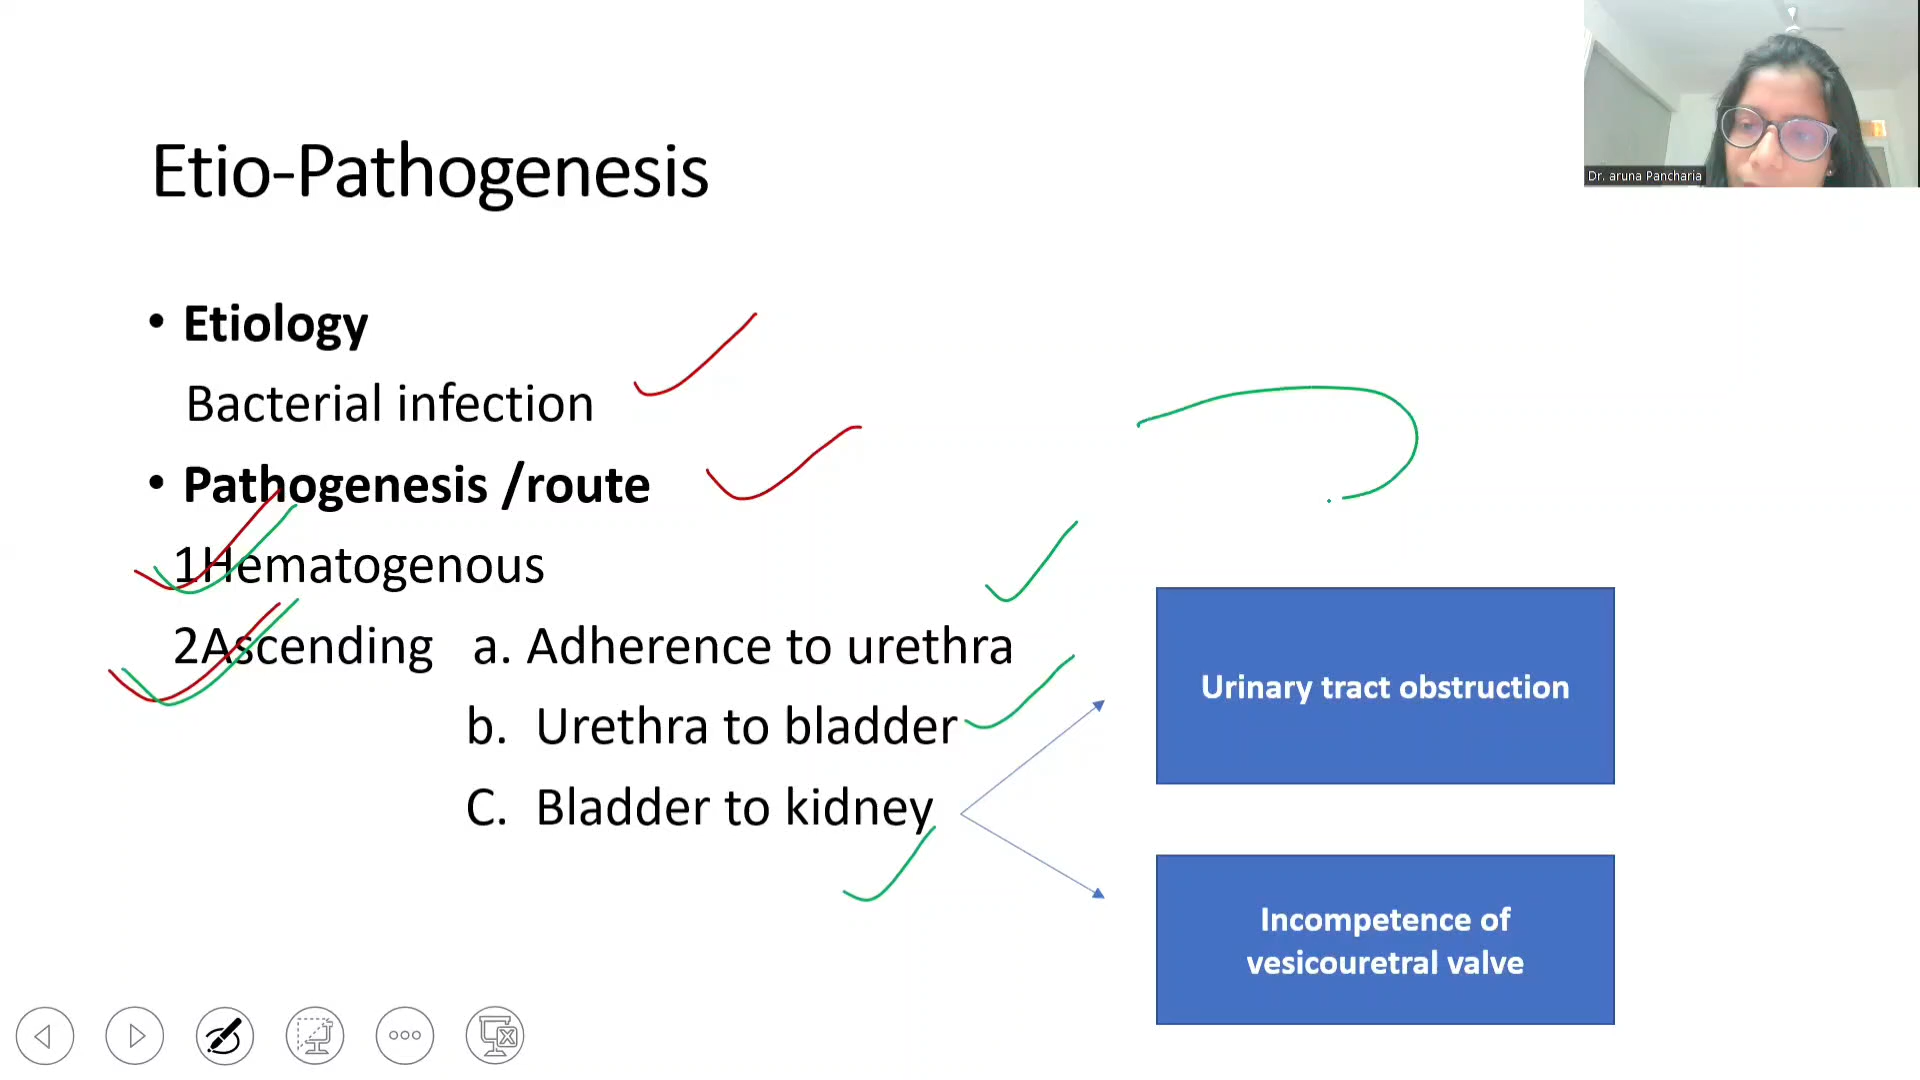 Dr. aruna Pancharia
Etio-Pathogenesis
• Etiology
Bacterial infection
• Pathogenesis /route
1Hematogenous
2Ascending a. Adherence to urethra
b. Urethra to bladder
C. Bladder to kidney
Urinary tract obstruction
Incompetence of
vesicouretral valve